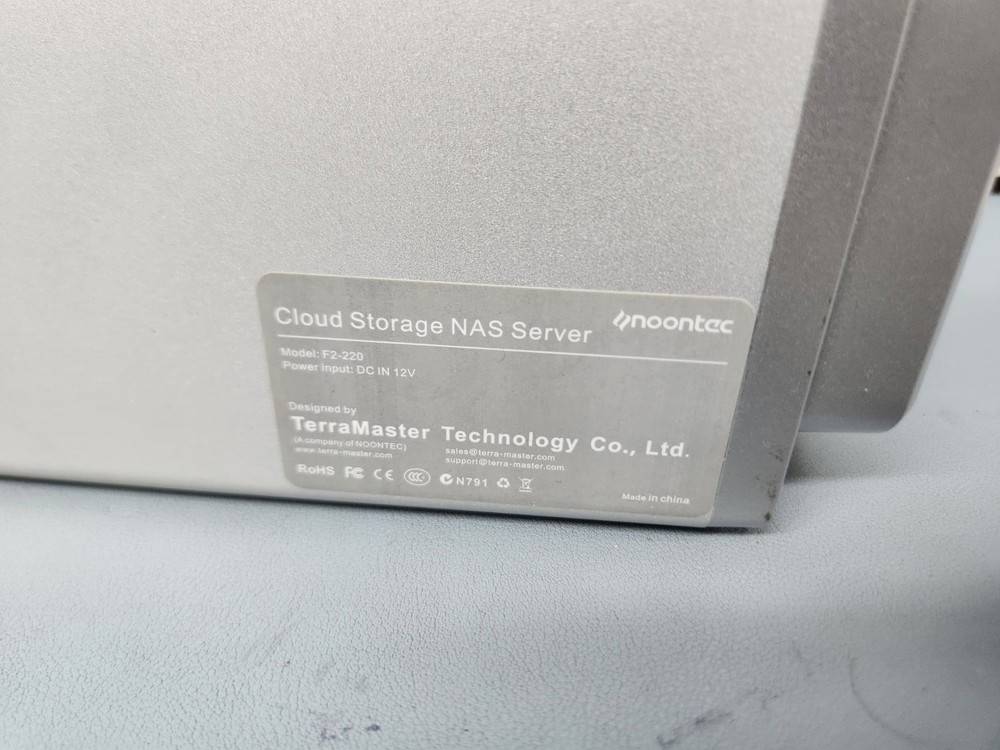 Cloud Storage NAS Server
noontec
Model: F2-220
Power input: DC IN 12V
Designed by
TerraMaster Technology Co., Ltd.
(A company of NOONTEC)
www.terra-master.com
sales@terra-master.com
support@terra-master.com
RoHS FC CE CCC N791
Made in china